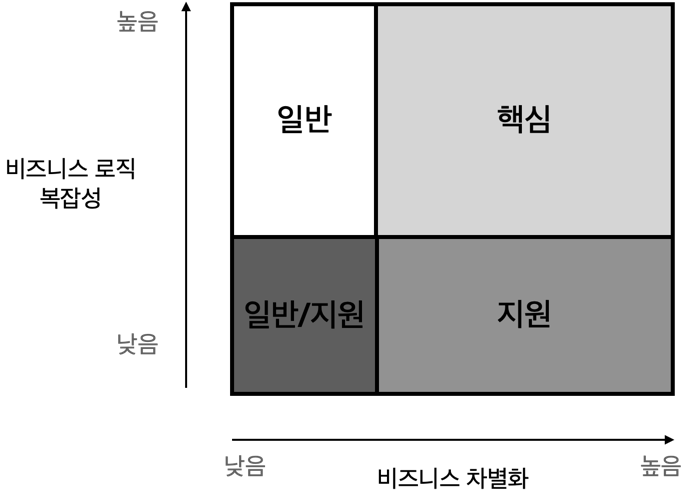 높음
일반
핵심
비즈니스 로직
복잡성
일반/지원
지원
낮음
낮음
비즈니스 차별화
높음